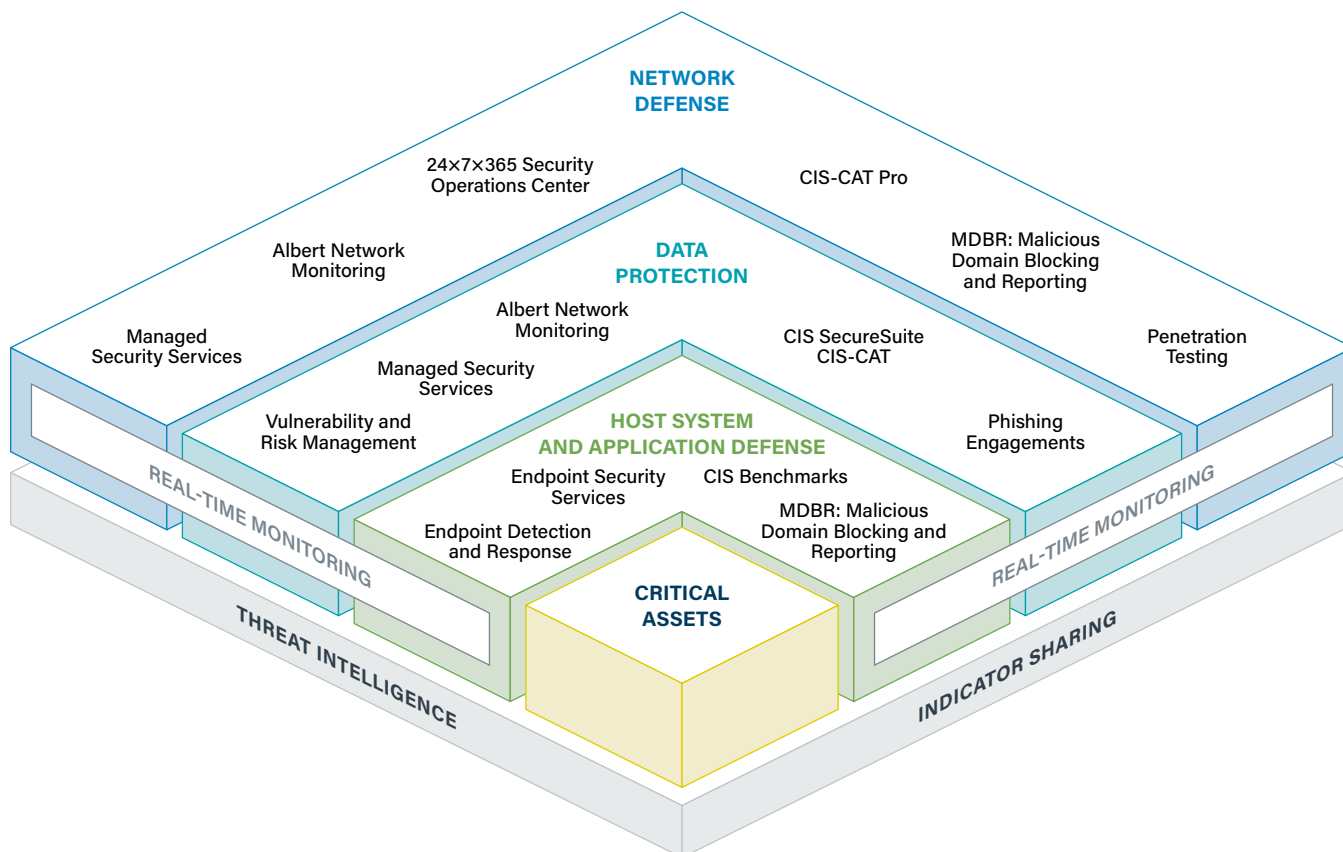 NETWORK
DEFENSE
24×7×365 Security
Operations Center
CIS-CAT Pro
Albert Network
Monitoring
MDBR: Malicious
Domain Blocking
and Reporting
Managed
Security Services
Penetration
Testing
DATA
PROTECTION
Albert Network
Monitoring
CIS SecureSuite
CIS-CAT
Managed Security
Services
Vulnerability and
Risk Management
Phishing
Engagements
HOST SYSTEM
AND APPLICATION DEFENSE
Endpoint Security
Services
CIS Benchmarks
Endpoint Detection
and Response
MDBR: Malicious
Domain Blocking and
Reporting
CRITICAL
ASSETS
REAL-TIME MONITORING
REAL-TIME MONITORING
THREAT INTELLIGENCE
INDICATOR SHARING